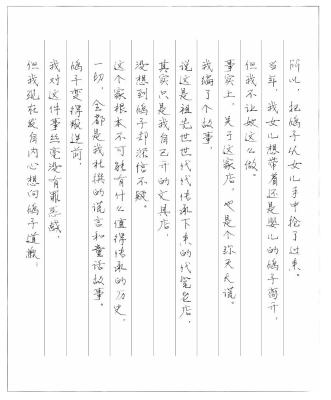 所以，把鸽子从女儿手中抢了过来。
当年，我女儿想带着还是婴儿的鸽子离开，
但我不让她这么做。
事实上，关于这家店，也是个弥天大谎。
我编了个故事，
说这是祖先世世代代传承下来的代笔老店，
其实只是我自己开的文具店。
没想到鸽子却深信不疑。
这个家根本不可能有什么值得传承的历史，
一切，全都是我杜撰的谎言和童话故事。
鸽子变得叛逆前，
我对这件事丝毫没有罪恶感，
但我现在发自内心想向鸽子道歉。